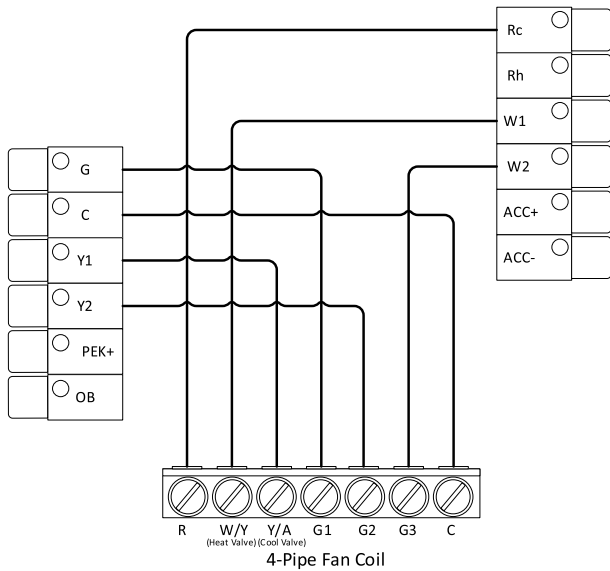 Rc
Rh
W1
W2
ACC+
ACC-
G
C
Y1
Y2
PEK+
OB
R W/Y Y/A G1 G2 G3 C
(Heat Valve) (Cool Valve)
4-Pipe Fan Coil